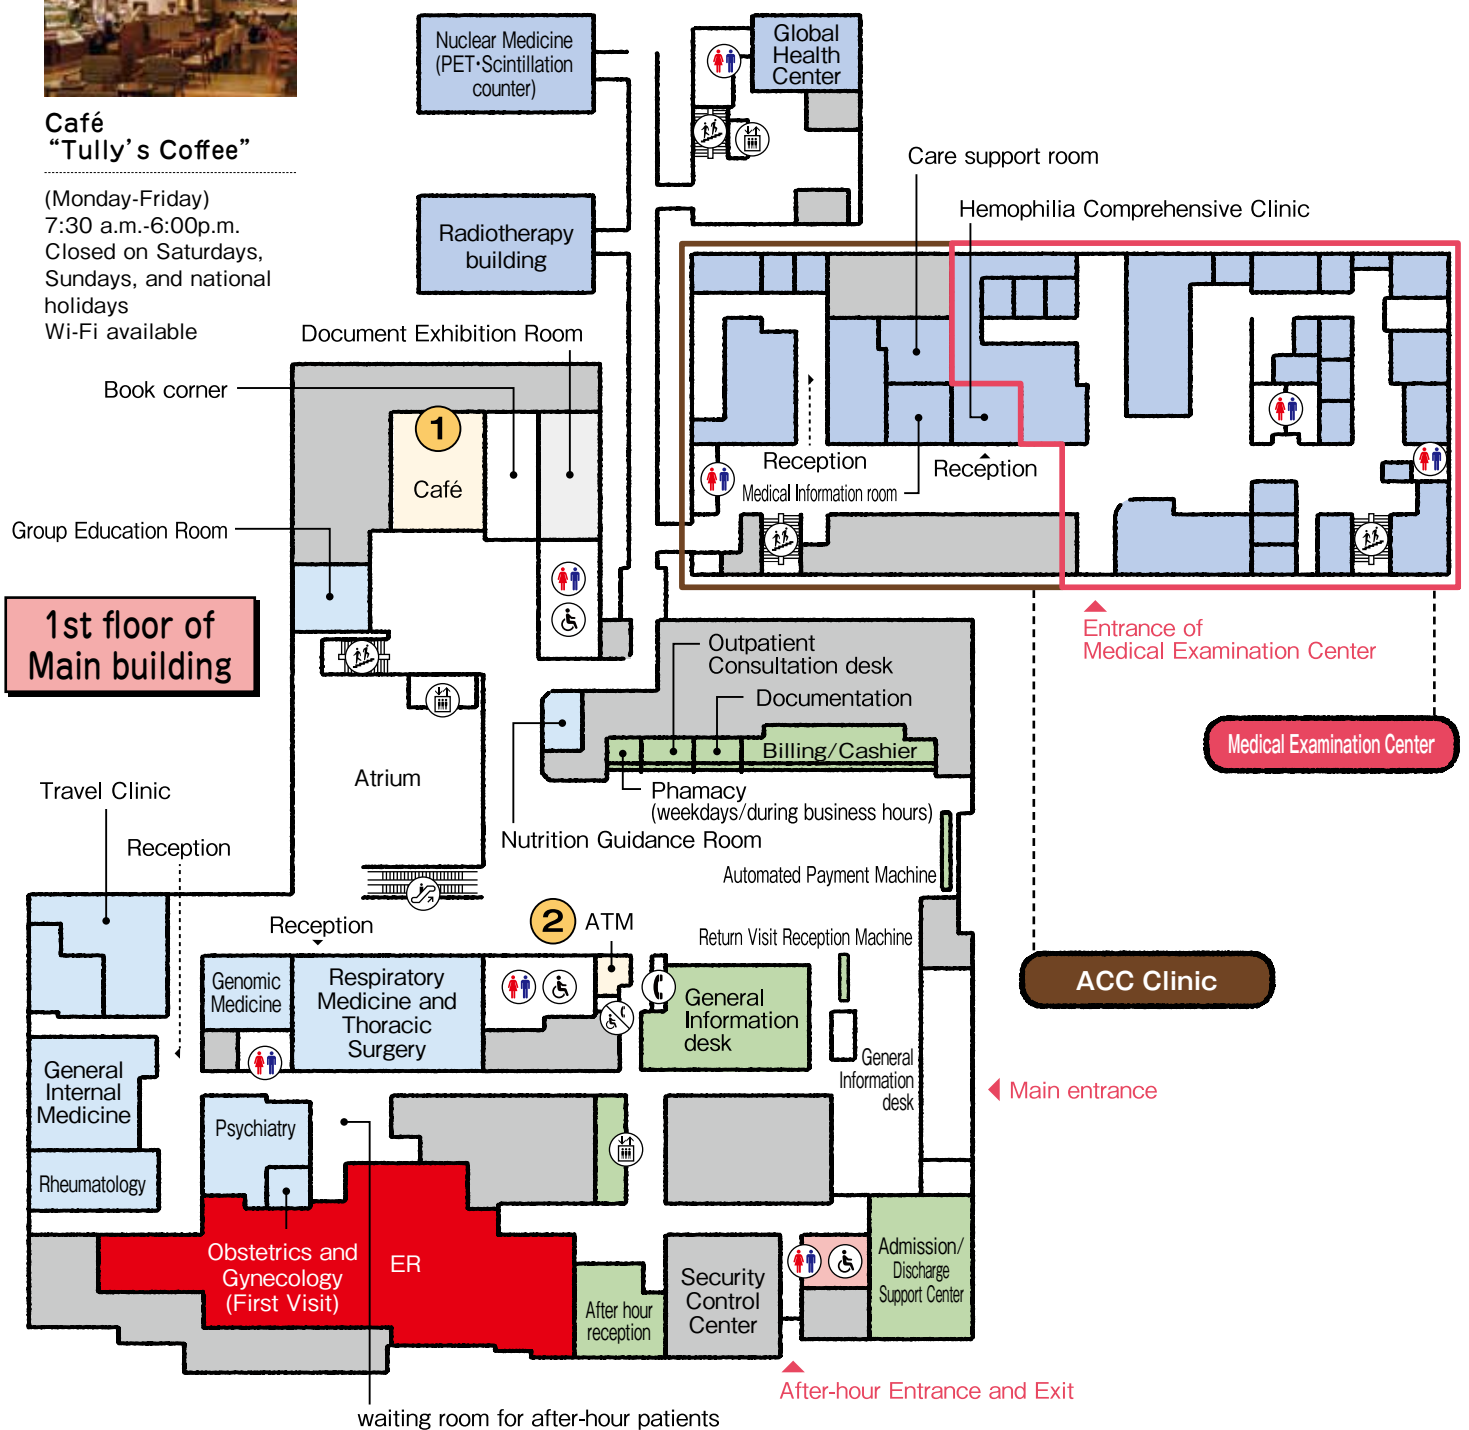 Café
“Tully’s Coffee”
(Monday-Friday)
7:30 a.m.-6:00p.m.
Closed on Saturdays,
Sundays, and national
holidays
Wi-Fi available
Nuclear Medicine
(PET･Scintillation
counter)
Global
Health
Center
Care support room
Hemophilia Comprehensive Clinic
Radiotherapy
building
Document Exhibition Room
Book corner
1
Café
Group Education Room
Reception
Reception
Medical Information room
1st floor of
Main building
Entrance of
Medical Examination Center
Outpatient
Consultation desk
Documentation
Billing/Cashier
Medical Examination Center
Atrium
Phamacy
(weekdays/during business hours)
Nutrition Guidance Room
Travel Clinic
Reception
Automated Payment Machine
Reception
2
ATM
Return Visit Reception Machine
ACC Clinic
Genomic
Medicine
Respiratory
Medicine and
Thoracic
Surgery
General
Information
desk
General
Information
desk
Main entrance
General
Internal
Medicine
Psychiatry
Rheumatology
Obstetrics and
Gynecology
(First Visit)
ER
After hour
reception
Security
Control
Center
Admission/
Discharge
Support Center
After-hour Entrance and Exit
waiting room for after-hour patients